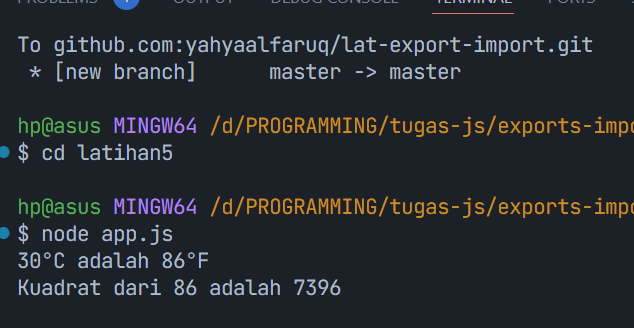 PROBLEMS OUTPUT DEBUG CONSOLE TERMINAL PORTS
To github.com:yahyaalfaruq/lat-export-import.git
* [new branch] master -> master
hp@asus MINGW64 /d/PROGRAMMING/tugas-js/exports-impo
$ cd latihan5
hp@asus MINGW64 /d/PROGRAMMING/tugas-js/exports-impo
$ node app.js
30°C adalah 86°F
Kuadrat dari 86 adalah 7396